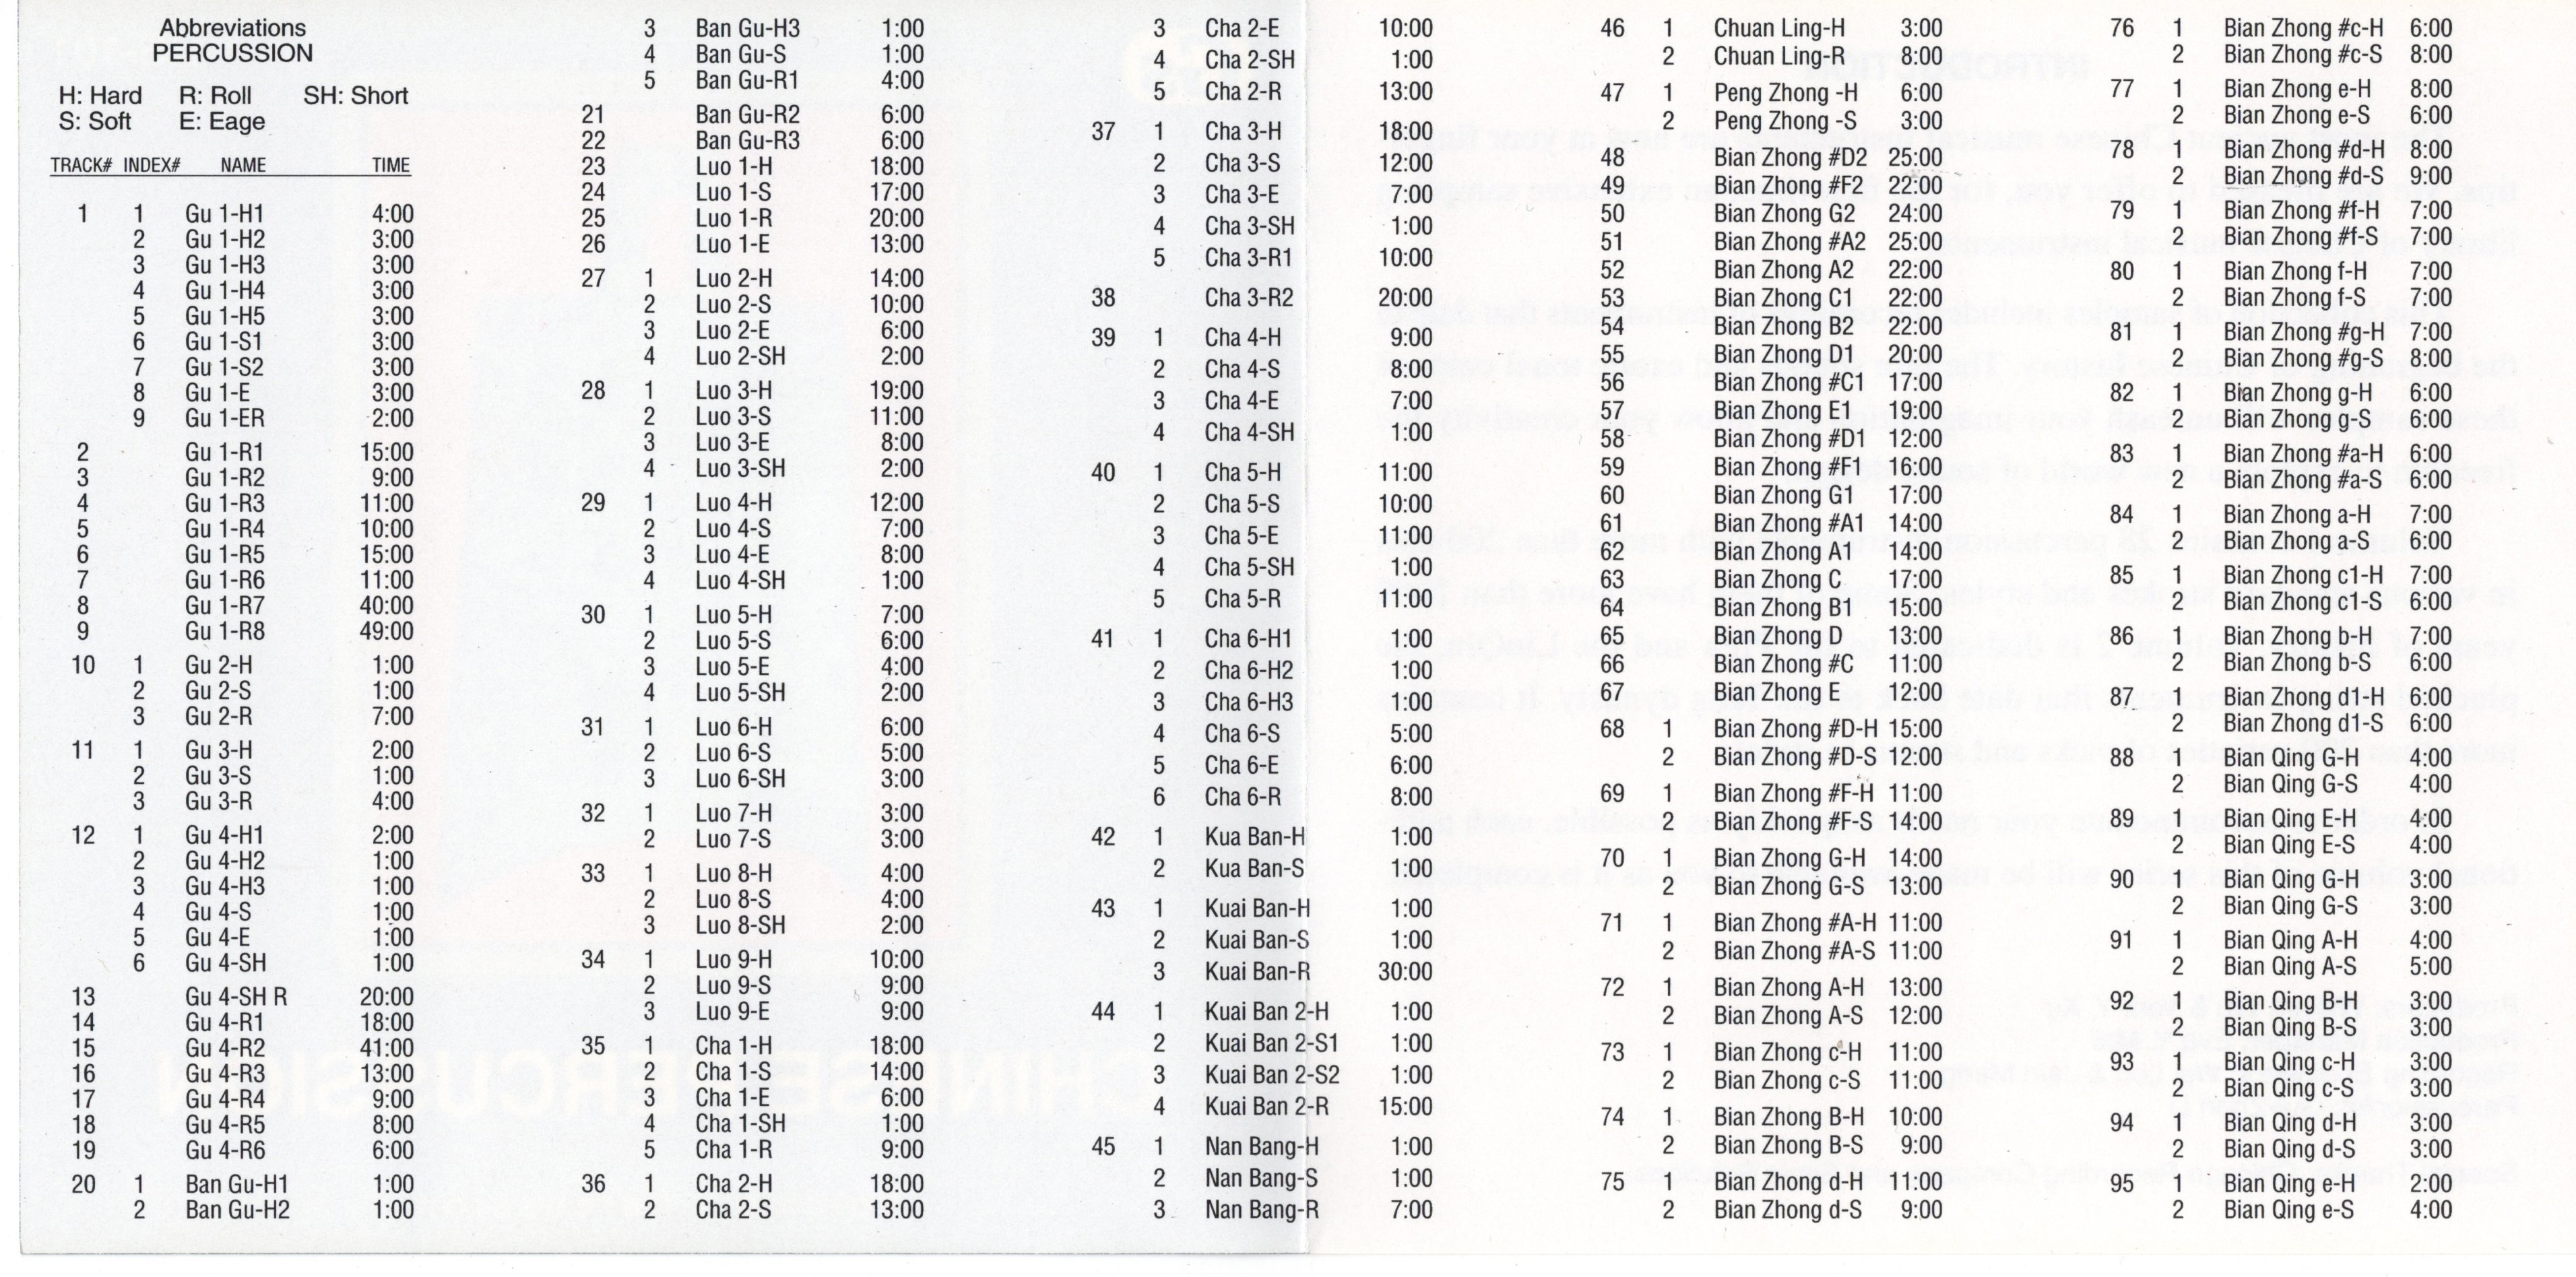 Abbreviations
PERCUSSION
H: Hard R: Roll SH: Short
S: Soft E: Eage
TRACK# INDEX# NAME TIME
1 1 Gu 1-H1 4:00
2 Gu 1-H2 3:00
3 Gu 1-H3 3:00
4 Gu 1-H4 3:00
5 Gu 1-H5 3:00
6 Gu 1-S1 3:00
7 Gu 1-S2 3:00
8 Gu 1-E 3:00
9 Gu 1-ER 2:00
2 Gu 1-R1 15:00
3 Gu 1-R2 9:00
4 Gu 1-R3 11:00
5 Gu 1-R4 10:00
6 Gu 1-R5 15:00
7 Gu 1-R6 11:00
8 Gu 1-R7 40:00
9 Gu 1-R8 49:00
10 1 Gu 2-H 1:00
2 Gu 2-S 1:00
3 Gu 2-R 7:00
11 1 Gu 3-H 2:00
2 Gu 3-S 1:00
3 Gu 3-R 4:00
12 1 Gu 4-H1 2:00
2 Gu 4-H2 1:00
3 Gu 4-H3 1:00
4 Gu 4-S 1:00
5 Gu 4-E 1:00
6 Gu 4-SH 1:00
13 Gu 4-SH R 20:00
14 Gu 4-R1 18:00
15 Gu 4-R2 41:00
16 Gu 4-R3 13:00
17 Gu 4-R4 9:00
18 Gu 4-R5 8:00
19 Gu 4-R6 6:00
20 1 Ban Gu-H1 1:00
2 Ban Gu-H2 1:00
3 Ban Gu-H3 1:00
4 Ban Gu-S 1:00
5 Ban Gu-R1 4:00
21 Ban Gu-R2 6:00
22 Ban Gu-R3 6:00
23 Luo 1-H 18:00
24 Luo 1-S 17:00
25 Luo 1-R 20:00
26 Luo 1-E 13:00
27 1 Luo 2-H 14:00
2 Luo 2-S 10:00
3 Luo 2-E 6:00
4 Luo 2-SH 2:00
28 1 Luo 3-H 19:00
2 Luo 3-S 11:00
3 Luo 3-E 8:00
4 Luo 3-SH 2:00
29 1 Luo 4-H 12:00
2 Luo 4-S 7:00
3 Luo 4-E 8:00
4 Luo 4-SH 1:00
30 1 Luo 5-H 7:00
2 Luo 5-S 6:00
3 Luo 5-E 4:00
4 Luo 5-SH 2:00
31 1 Luo 6-H 6:00
2 Luo 6-S 5:00
3 Luo 6-SH 3:00
32 1 Luo 7-H 3:00
2 Luo 7-S 3:00
33 1 Luo 8-H 4:00
2 Luo 8-S 4:00
3 Luo 8-SH 2:00
34 1 Luo 9-H 10:00
2 Luo 9-S 9:00
3 Luo 9-E 9:00
35 1 Cha 1-H 18:00
2 Cha 1-S 14:00
3 Cha 1-E 6:00
4 Cha 1-SH 1:00
5 Cha 1-R 9:00
36 1 Cha 2-H 18:00
2 Cha 2-S 13:00
3 Cha 2-E 10:00
4 Cha 2-SH 1:00
5 Cha 2-R 13:00
37 1 Cha 3-H 18:00
2 Cha 3-S 12:00
3 Cha 3-E 7:00
4 Cha 3-SH 1:00
5 Cha 3-R1 10:00
38 Cha 3-R2 20:00
39 1 Cha 4-H 9:00
2 Cha 4-S 8:00
3 Cha 4-E 7:00
4 Cha 4-SH 1:00
40 1 Cha 5-H 11:00
2 Cha 5-S 10:00
3 Cha 5-E 11:00
4 Cha 5-SH 1:00
5 Cha 5-R 11:00
41 1 Cha 6-H1 1:00
2 Cha 6-H2 1:00
3 Cha 6-H3 1:00
4 Cha 6-S 5:00
5 Cha 6-E 6:00
6 Cha 6-R 8:00
42 1 Kua Ban-H 1:00
2 Kua Ban-S 1:00
43 1 Kuai Ban-H 1:00
2 Kuai Ban-S 1:00
3 Kuai Ban-R 30:00
44 1 Kuai Ban 2-H 1:00
2 Kuai Ban 2-S1 1:00
3 Kuai Ban 2-S2 1:00
4 Kuai Ban 2-R 15:00
45 1 Nan Bang-H 1:00
2 Nan Bang-S 1:00
3 Nan Bang-R 7:00
46 1 Chuan Ling-H 3:00
2 Chuan Ling-R 8:00
47 1 Peng Zhong -H 6:00
2 Peng Zhong -S 3:00
48 Bian Zhong #D2 25:00
49 Bian Zhong #F2 22:00
50 Bian Zhong G2 24:00
51 Bian Zhong #A2 25:00
52 Bian Zhong A2 22:00
53 Bian Zhong C1 22:00
54 Bian Zhong B2 22:00
55 Bian Zhong D1 20:00
56 Bian Zhong #C1 17:00
57 Bian Zhong E1 19:00
58 Bian Zhong #D1 12:00
59 Bian Zhong #F1 16:00
60 Bian Zhong G1 17:00
61 Bian Zhong #A1 14:00
62 Bian Zhong A1 14:00
63 Bian Zhong C 17:00
64 Bian Zhong B1 15:00
65 Bian Zhong D 13:00
66 Bian Zhong #C 11:00
67 Bian Zhong E 12:00
68 1 Bian Zhong #D-H 15:00
2 Bian Zhong #D-S 12:00
69 1 Bian Zhong #F-H 11:00
2 Bian Zhong #F-S 14:00
70 1 Bian Zhong G-H 14:00
2 Bian Zhong G-S 13:00
71 1 Bian Zhong #A-H 11:00
2 Bian Zhong #A-S 11:00
72 1 Bian Zhong A-H 13:00
2 Bian Zhong A-S 12:00
73 1 Bian Zhong c-H 11:00
2 Bian Zhong c-S 11:00
74 1 Bian Zhong B-H 10:00
2 Bian Zhong B-S 9:00
75 1 Bian Zhong d-H 11:00
2 Bian Zhong d-S 9:00
76 1 Bian Zhong #c-H 6:00
2 Bian Zhong #c-S 8:00
77 1 Bian Zhong e-H 8:00
2 Bian Zhong e-S 6:00
78 1 Bian Zhong #d-H 8:00
2 Bian Zhong #d-S 9:00
79 1 Bian Zhong #f-H 7:00
2 Bian Zhong #f-S 7:00
80 1 Bian Zhong f-H 7:00
2 Bian Zhong f-S 7:00
81 1 Bian Zhong #g-H 7:00
2 Bian Zhong #g-S 8:00
82 1 Bian Zhong g-H 6:00
2 Bian Zhong g-S 6:00
83 1 Bian Zhong #a-H 6:00
2 Bian Zhong #a-S 6:00
84 1 Bian Zhong a-H 7:00
2 Bian Zhong a-S 6:00
85 1 Bian Zhong c1-H 7:00
2 Bian Zhong c1-S 6:00
86 1 Bian Zhong b-H 7:00
2 Bian Zhong b-S 6:00
87 1 Bian Zhong d1-H 6:00
2 Bian Zhong d1-S 6:00
88 1 Bian Qing G-H 4:00
2 Bian Qing G-S 4:00
89 1 Bian Qing E-H 4:00
2 Bian Qing E-S 4:00
90 1 Bian Qing G-H 3:00
2 Bian Qing G-S 3:00
91 1 Bian Qing A-H 4:00
2 Bian Qing A-S 5:00
92 1 Bian Qing B-H 3:00
2 Bian Qing B-S 3:00
93 1 Bian Qing c-H 3:00
2 Bian Qing c-S 3:00
94 1 Bian Qing d-H 3:00
2 Bian Qing d-S 3:00
95 1 Bian Qing e-H 2:00
2 Bian Qing e-S 4:00